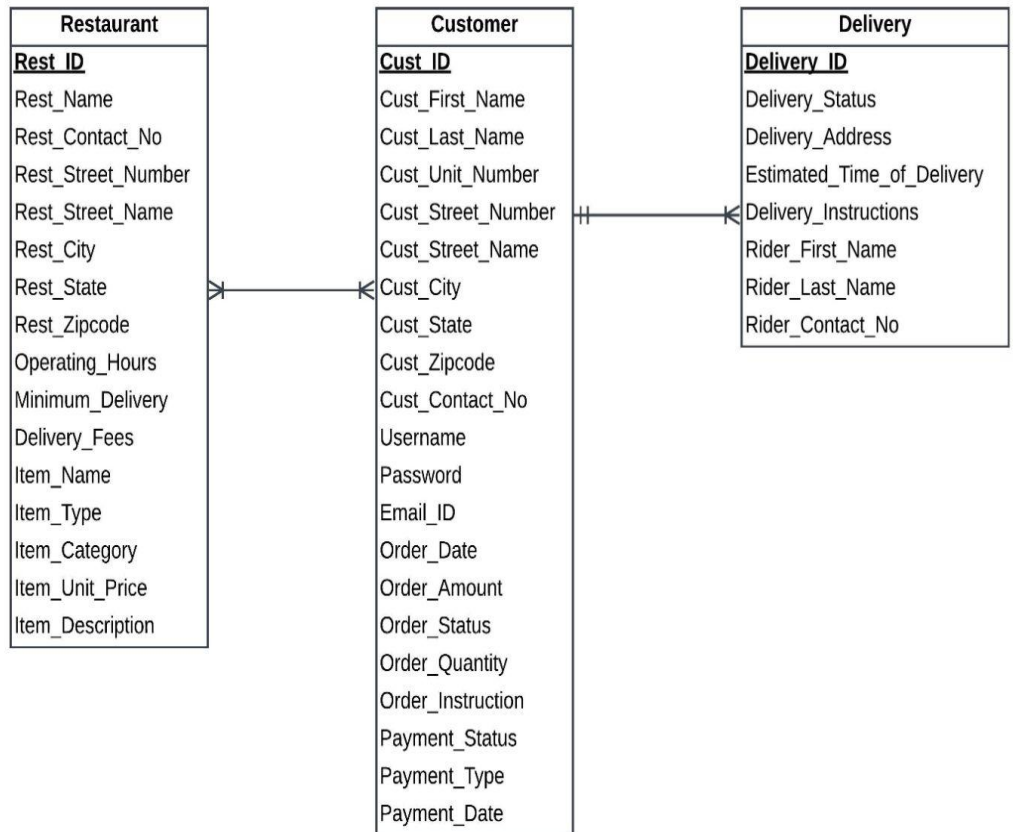 Restaurant
Rest_ID
Rest_Name
Rest_Contact_No
Rest_Street_Number
Rest_Street_Name
Rest_City
Rest_State
Rest_Zipcode
Operating_Hours
Minimum_Delivery
Delivery_Fees
Item_Name
Item_Type
Item_Category
Item_Unit_Price
Item_Description
Customer
Cust_ID
Cust_First_Name
Cust_Last_Name
Cust_Unit_Number
Cust_Street_Number
Cust_Street_Name
Cust_City
Cust_State
Cust_Zipcode
Cust_Contact_No
Username
Password
Email_ID
Order_Date
Order_Amount
Order_Status
Order_Quantity
Order_Instruction
Payment_Status
Payment_Type
Payment_Date
Delivery
Delivery_ID
Delivery_Status
Delivery_Address
Estimated_Time_of_Delivery
Delivery_Instructions
Rider_First_Name
Rider_Last_Name
Rider_Contact_No